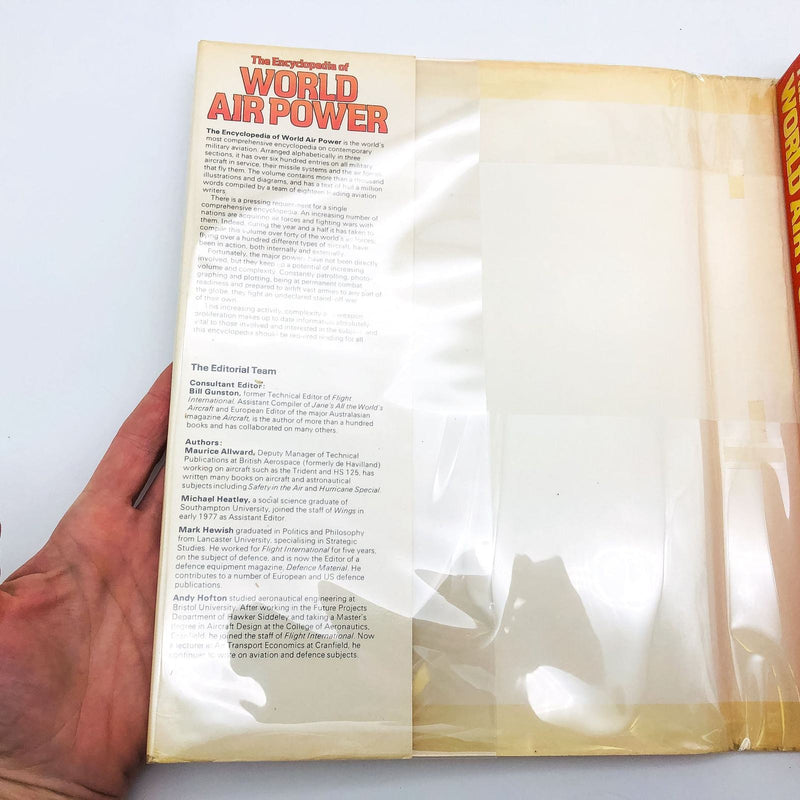 The Encyclopedia of
WORLD
AIR POWER
The Encyclopedia of World Air Power is the world's
most comprehensive encyclopedia on contemporary
military aviation. Arranged alphabetically in three
sections, it has over six hundred entries on all military
aircraft in service, their missile systems and the air forces
that fly them. The volume contains more than a thousand
illustrations and diagrams, and has a text of half a million
words compiled by a team of eighteen leading aviation
writers.
There is a pressing requirement for a single
comprehensive encyclopedia. An increasing number of
nations are acquiring air forces and fighting wars with
them. Indeed, during the year and a half it has taken to
compile this volume over forty of the world's air forces,
flying over a hundred different types of aircraft, have
been in action, both internally and externally.
Fortunately, the major powers have not been directly
involved, but they keep up a potential of increasing
volume and complexity. Constantly patrolling, photo-
graphing and plotting, being at permanent combat
readiness and prepared to airlift vast armies to any part of
the globe, they fight an undeclared stand-off war
of their own.
This increasing activity, complexity and weapon
proliferation makes up to date information absolutely
vital to those involved and interested in the subject and
this encyclopedia should be required reading for all
The Editorial Team
Consultant Editor:
Bill Gunston, former Technical Editor of Flight
International, Assistant Compiler of Jane's All the World's
Aircraft and European Editor of the major Australasian
magazine Aircraft, is the author of more than a hundred
books and has collaborated on many others.
Authors:
Maurice Allward, Deputy Manager of Technical
Publications at British Aerospace (formerly de Havilland)
working on aircraft such as the Trident and HS 125, has
written many books on aircraft and astronautical
subjects including Safety in the Air and Hurricane Special.
Michael Heatley, a social science graduate of
Southampton University, joined the staff of Wings in
early 1977 as Assistant Editor.
Mark Hewish graduated in Politics and Philosophy
from Lancaster University, specialising in Strategic
Studies. He worked for Flight International for five years,
on the subject of defence, and is now the Editor of a
defence equipment magazine, Defence Material. He
contributes to a number of European and US defence
publications.
Andy Hofton studied aeronautical engineering at
Bristol University. After working in the Future Projects
Department of Hawker Siddeley, and taking a Master's
degree in Aircraft Design at the College of Aeronautics,
Cranfield, he joined the staff of Flight International. Now
a lecturer in Air Transport Economics at Cranfield, he
continues to write on aviation and defence subjects.
WORLD AIR